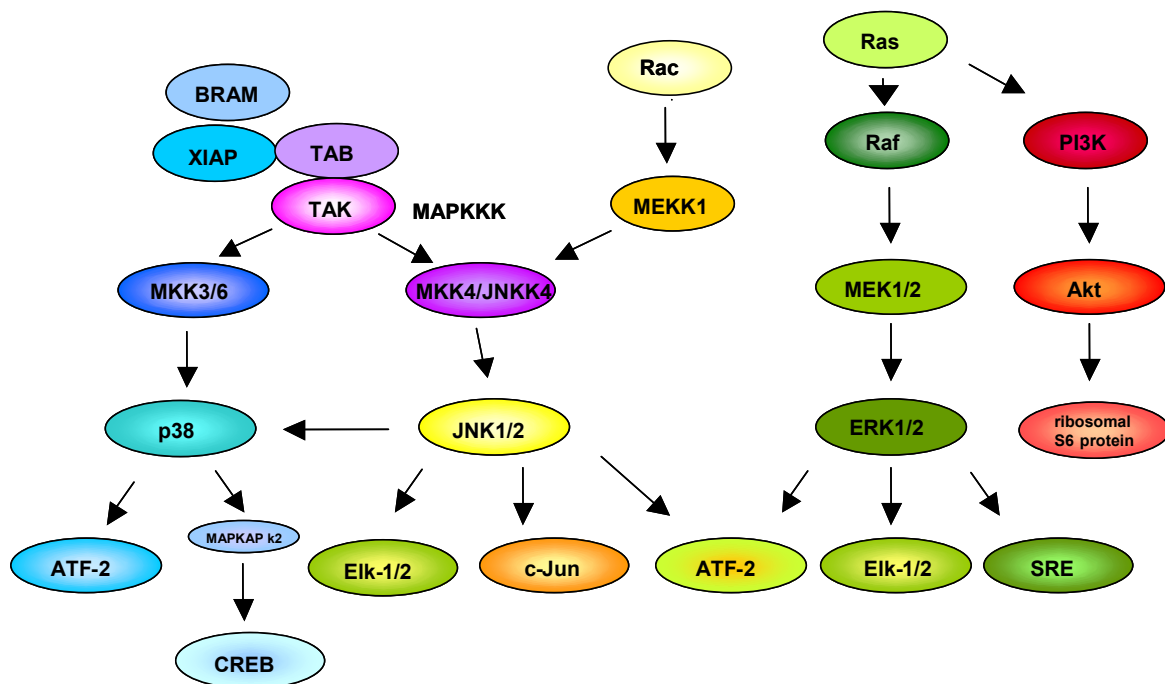 Ras
Rac
BRAM
Raf
PI3K
XIAP
TAB
TAK
MAPKKK
MEKK1
MKK3/6
MKK4/JNKK4
MEK1/2
Akt
p38
JNK1/2
ERK1/2
ribosomal
S6 protein
MAPKAP k2
ATF-2
Elk-1/2
c-Jun
ATF-2
Elk-1/2
SRE
CREB